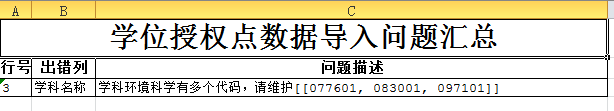 A B C
学位授权点数据导入问题汇总
行号 出错列 问题描述
3 学科名称 学科环境科学有多个代码，请维护[[077601, 083001, 097101]]